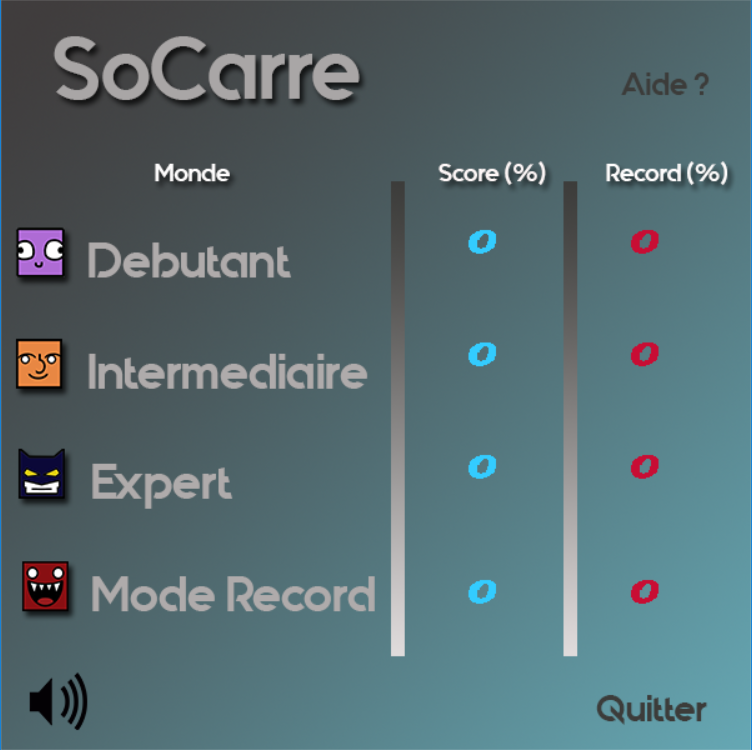 SoCarre
Aide ?
Monde Score (%) Record (%)
Debutant 0 0
Intermediaire 0 0
Expert 0 0
Mode Record 0 0
Quitter